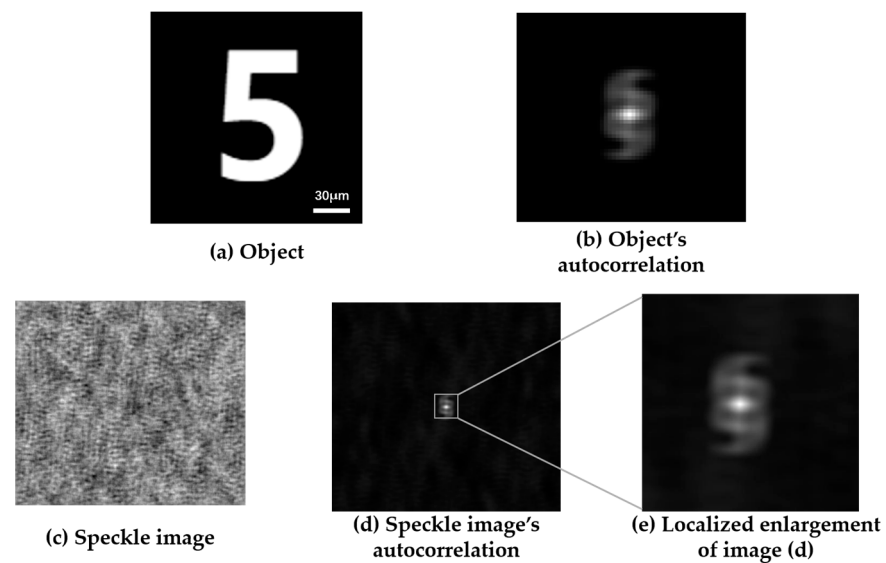 5
30μm
(a) Object
(b) Object's
autocorrelation
(c) Speckle image
(d) Speckle image's
autocorrelation
(e) Localized enlargement
of image (d)